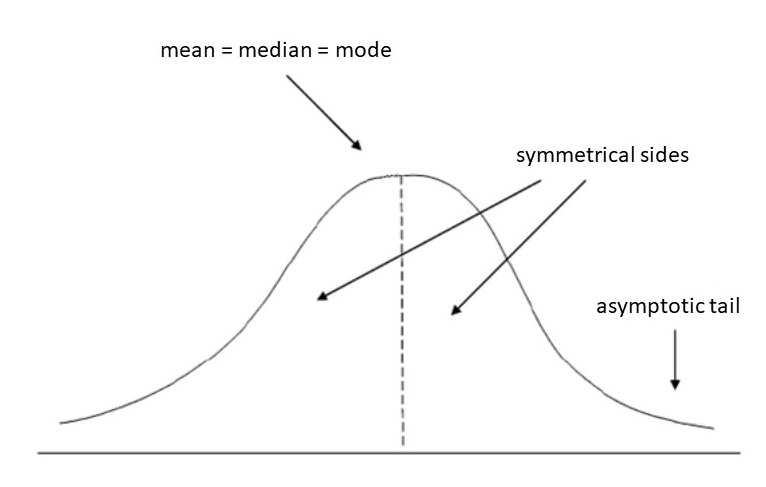 mean = median = mode
symmetrical sides
asymptotic tail